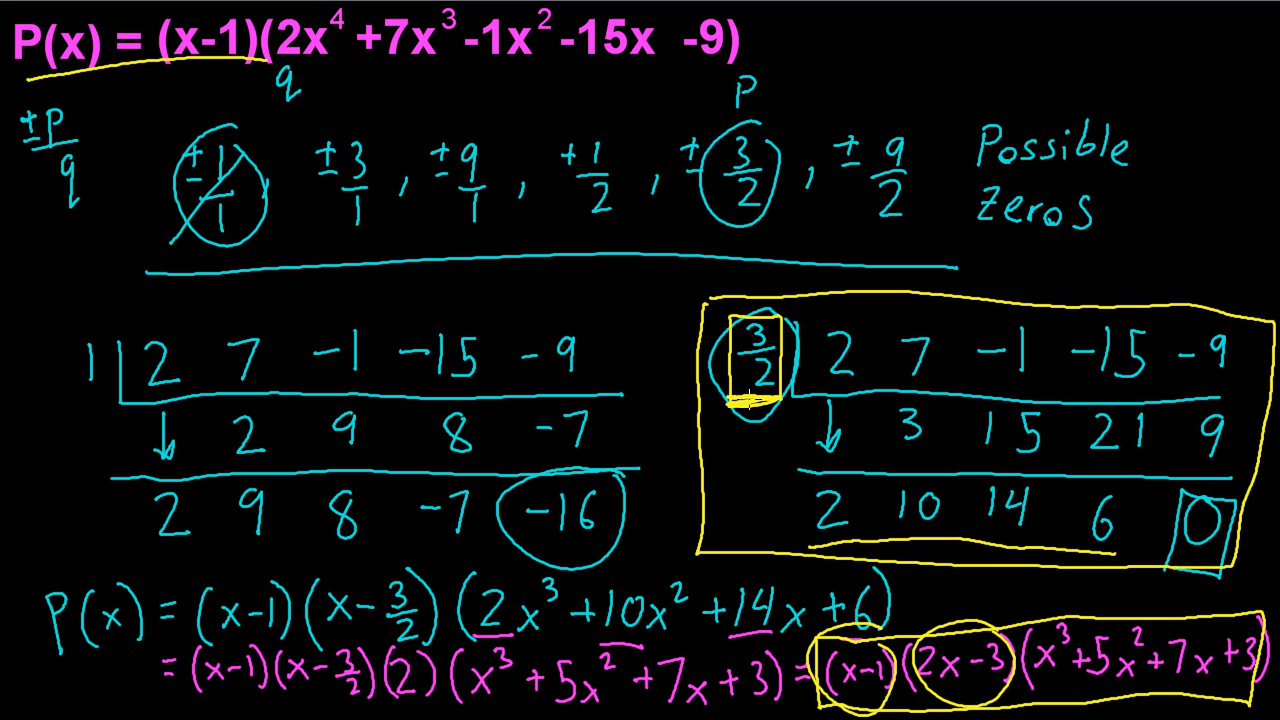 P(x) = (x-1)(2x⁴ +7x³ -1x² -15x -9)
q P
±P/q ±1/1 ±3/1 , ±9/1 , +1/2 , ±3/2 , ±9/2 Possible Zeros
1 | 2 7 -1 -15 -9
↓ 2 9 8 -7
2 9 8 -7 -16
3/2 | 2 7 -1 -15 -9
↓ 3 15 21 9
2 10 14 6 0
P(x) = (x-1)(x-3/2)(2x³+10x²+14x+6)
= (x-1)(x-3/2)(2)(x³+5x²+7x+3) = (x-1)(2x-3)(x³+5x²+7x+3)